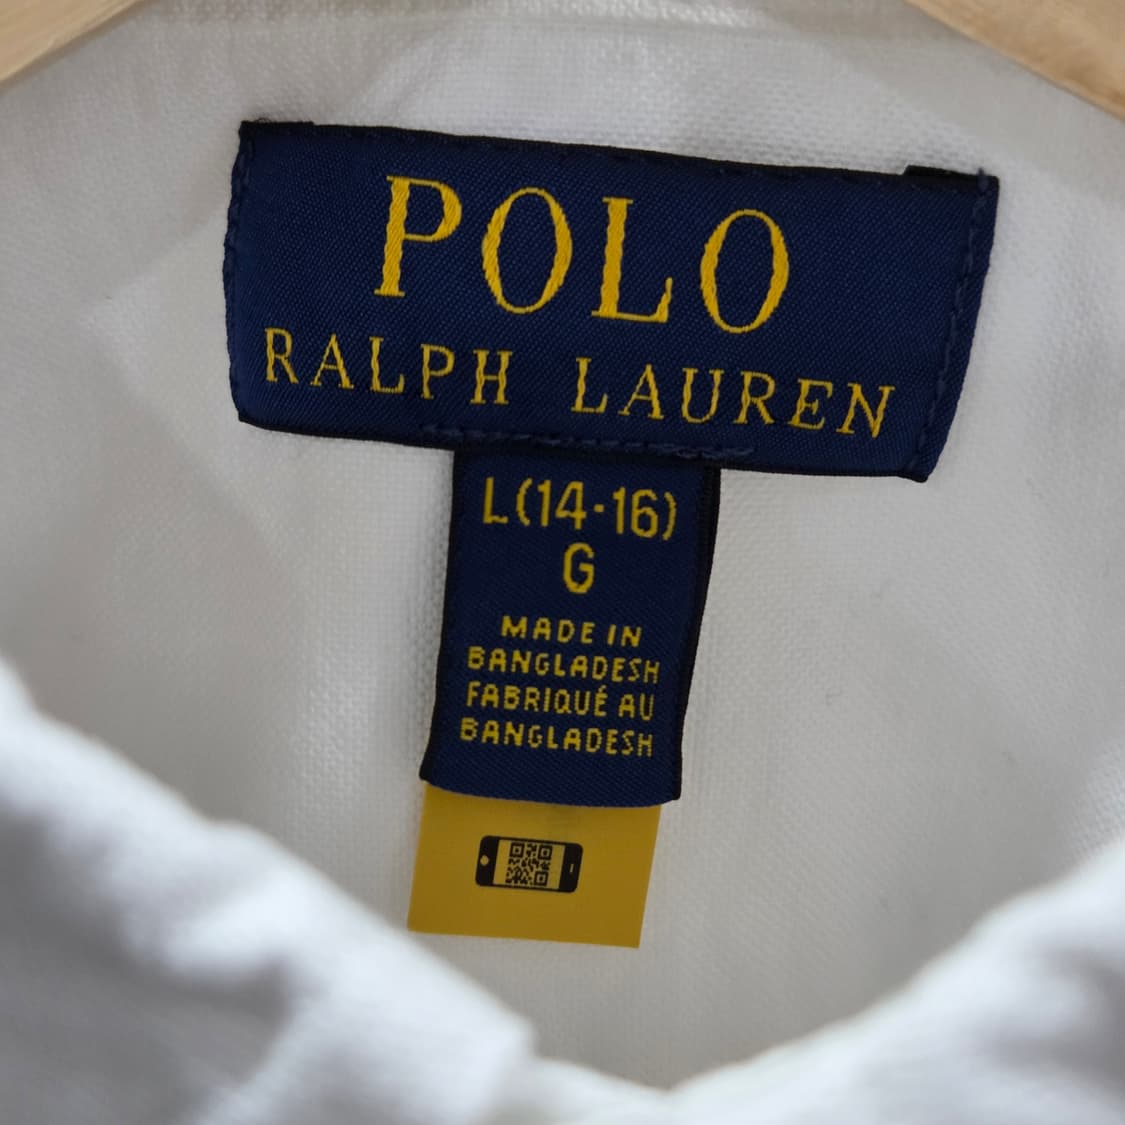 POLO
RALPH LAUREN
L(14-16)
G
MADE IN
BANGLADESH
FABRIQUÉ AU
BANGLADESH